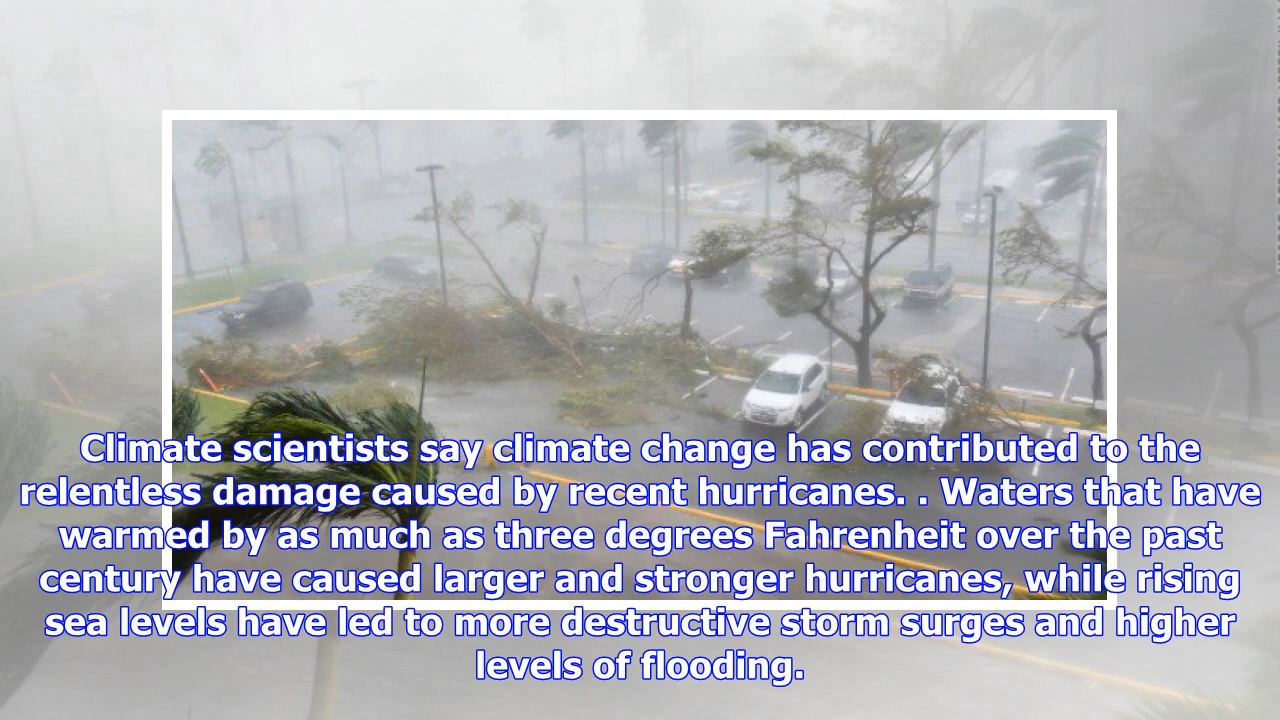 Climate scientists say climate change has contributed to the
relentless damage caused by recent hurricanes. . Waters that have
warmed by as much as three degrees Fahrenheit over the past
century have caused larger and stronger hurricanes, while rising
sea levels have led to more destructive storm surges and higher
levels of flooding.